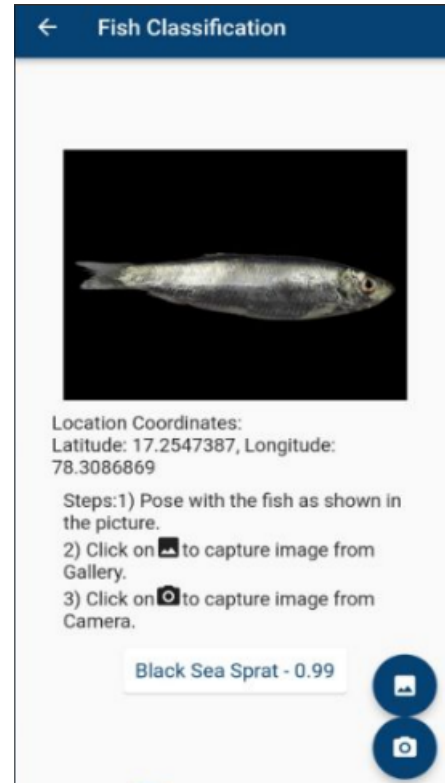 Fish Classification
Location Coordinates:
Latitude: 17.2547387, Longitude:
78.3086869
Steps:1) Pose with the fish as shown in
the picture.
2) Click on to capture image from
Gallery.
3) Click on to capture image from
Camera.
Black Sea Sprat - 0.99